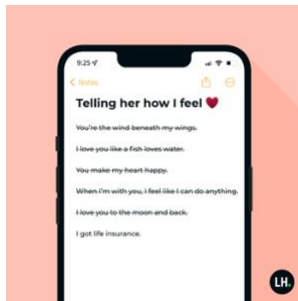 9:25
Notes
Telling her how I feel ❤️
You're the wind beneath my wings.
I love you like a fish loves water.
You make my heart happy.
When I'm with you, I feel like I can do anything.
I love you to the moon and back.
I got life insurance.
LH.